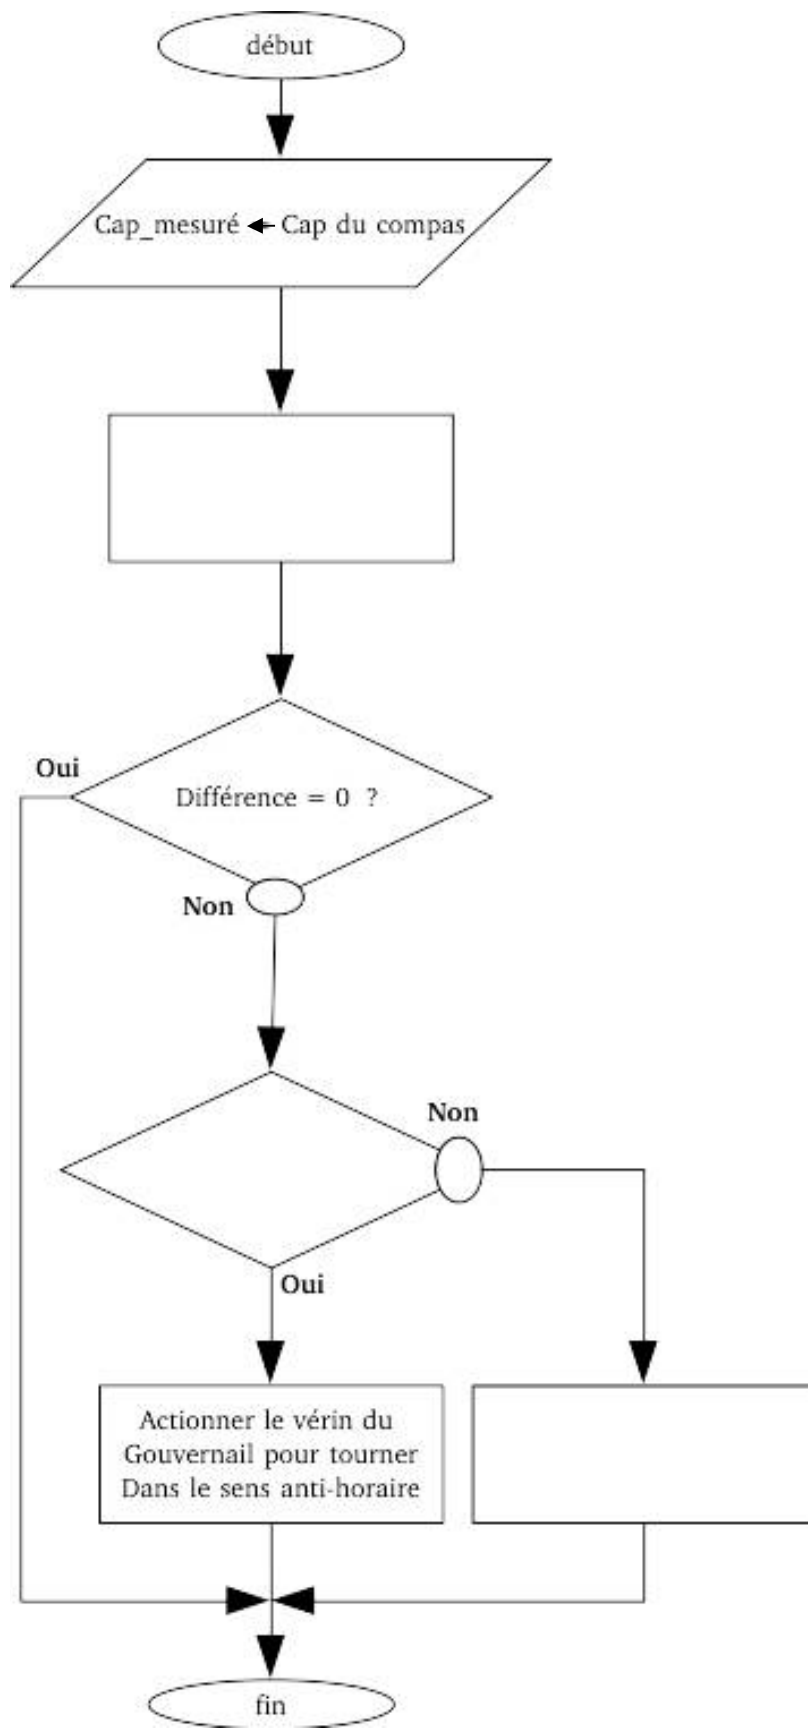 début
Cap_mesuré ← Cap du compas
Oui
Différence = 0 ?
Non
Non
Oui
Actionner le vérin du
Gouvernail pour tourner
Dans le sens anti-horaire
fin